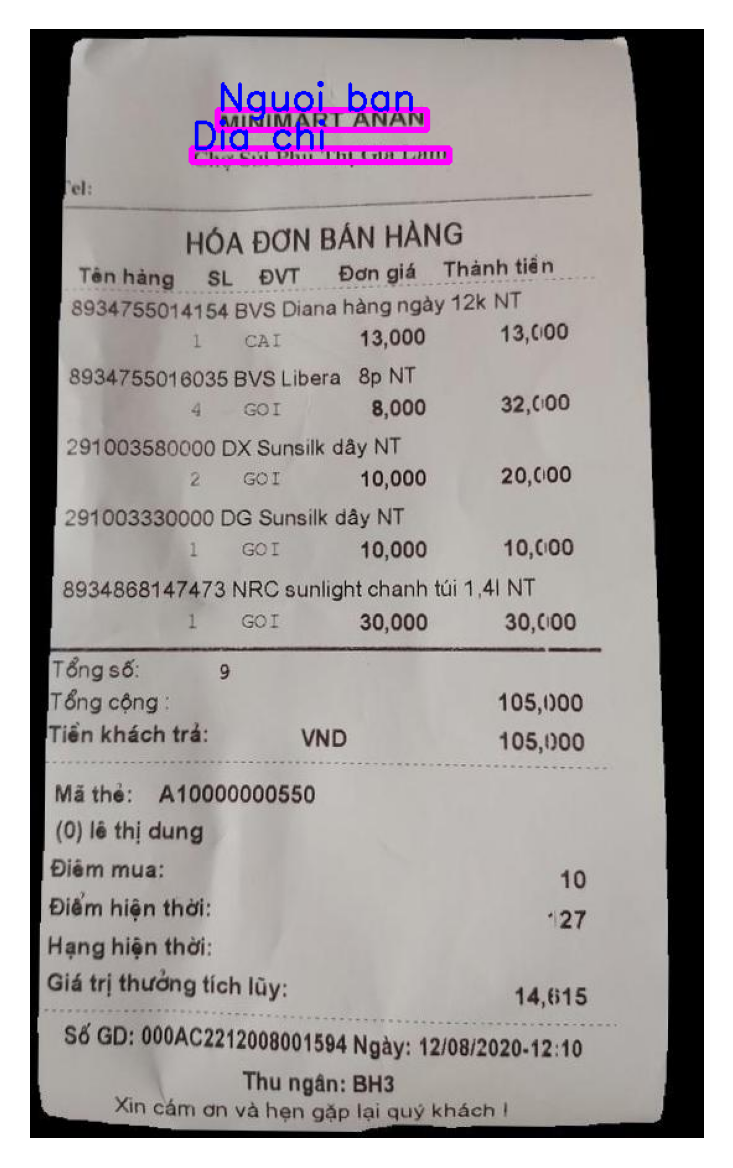 Nguoi ban
MINIMART ANAN
Dia chi
Chợ Sủi Phú Thị Gia Lâm
Tel:
HÓA ĐƠN BÁN HÀNG
Tên hàng SL ĐVT Đơn giá Thành tiền
8934755014154 BVS Diana hàng ngày 12k NT
1 CAI 13,000 13,000
8934755016035 BVS Libera 8p NT
4 GOI 8,000 32,000
291003580000 DX Sunsilk dây NT
2 GOI 10,000 20,000
291003330000 DG Sunsilk dây NT
1 GOI 10,000 10,000
8934868147473 NRC sunlight chanh túi 1,4l NT
1 GOI 30,000 30,000
Tổng số: 9
Tổng cộng : 105,000
Tiền khách trả: VND 105,000
Mã thẻ: A10000000550
(0) lê thị dung
Điểm mua: 10
Điểm hiện thời: 127
Hạng hiện thời:
Giá trị thưởng tích lũy: 14,615
Số GD: 000AC2212008001594 Ngày: 12/08/2020-12:10
Thu ngân: BH3
Xin cám ơn và hẹn gặp lại quý khách !